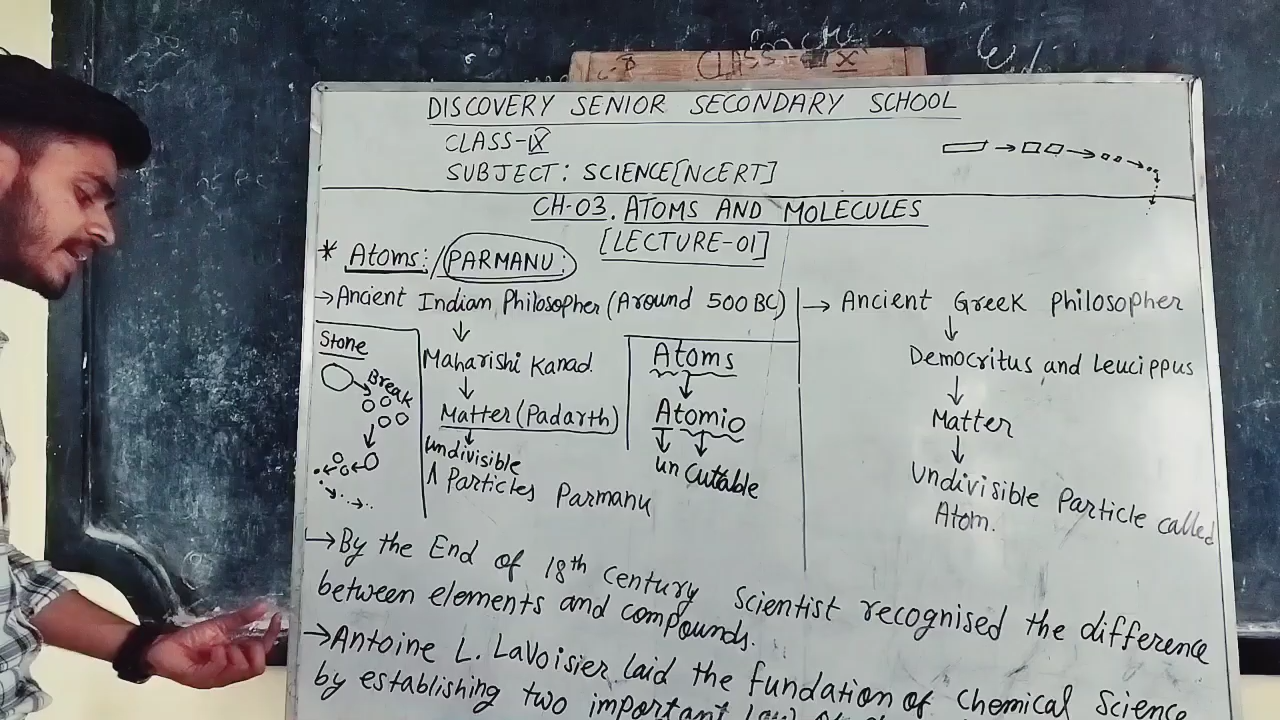 CLASS-IX
DISCOVERY SENIOR SECONDARY SCHOOL
CLASS-IX
SUBJECT: SCIENCE[NCERT]
CH-03. ATOMS AND MOLECULES
[LECTURE-01]
* Atoms:/PARMANU:
→Ancient Indian Philosopher (Around 500 BC)
↓
Maharishi Kanad
↓
Matter (Padarth)
↓
undivisible
∧ Particles Parmanu
Stone
Break
Atoms
↓
Atomio
↓ ↓
un Cutable
→ Ancient Greek Philosopher
↓
Democritus and Leucippus
↓
Matter
↓
Undivisible Particle called
Atom.
→By the End of 18th Century Scientist recognised the difference
between elements and compounds.
→Antoine L. LaVoisier laid the fundation of Chemical Science
by establishing two important